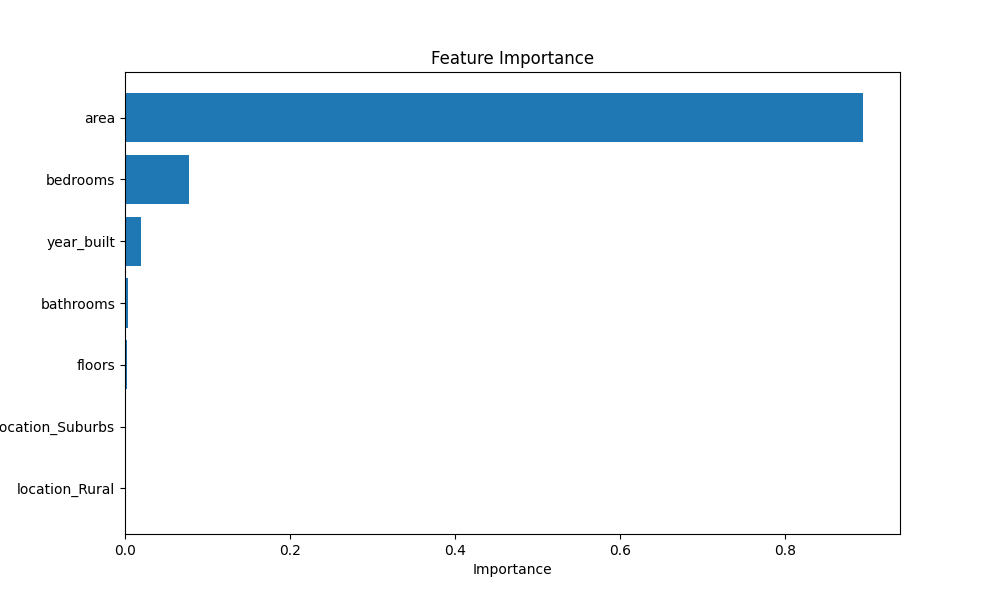 Feature Importance
area
bedrooms
year_built
bathrooms
floors
ocation_Suburbs
location_Rural
0.0 0.2 0.4 0.6 0.8
Importance